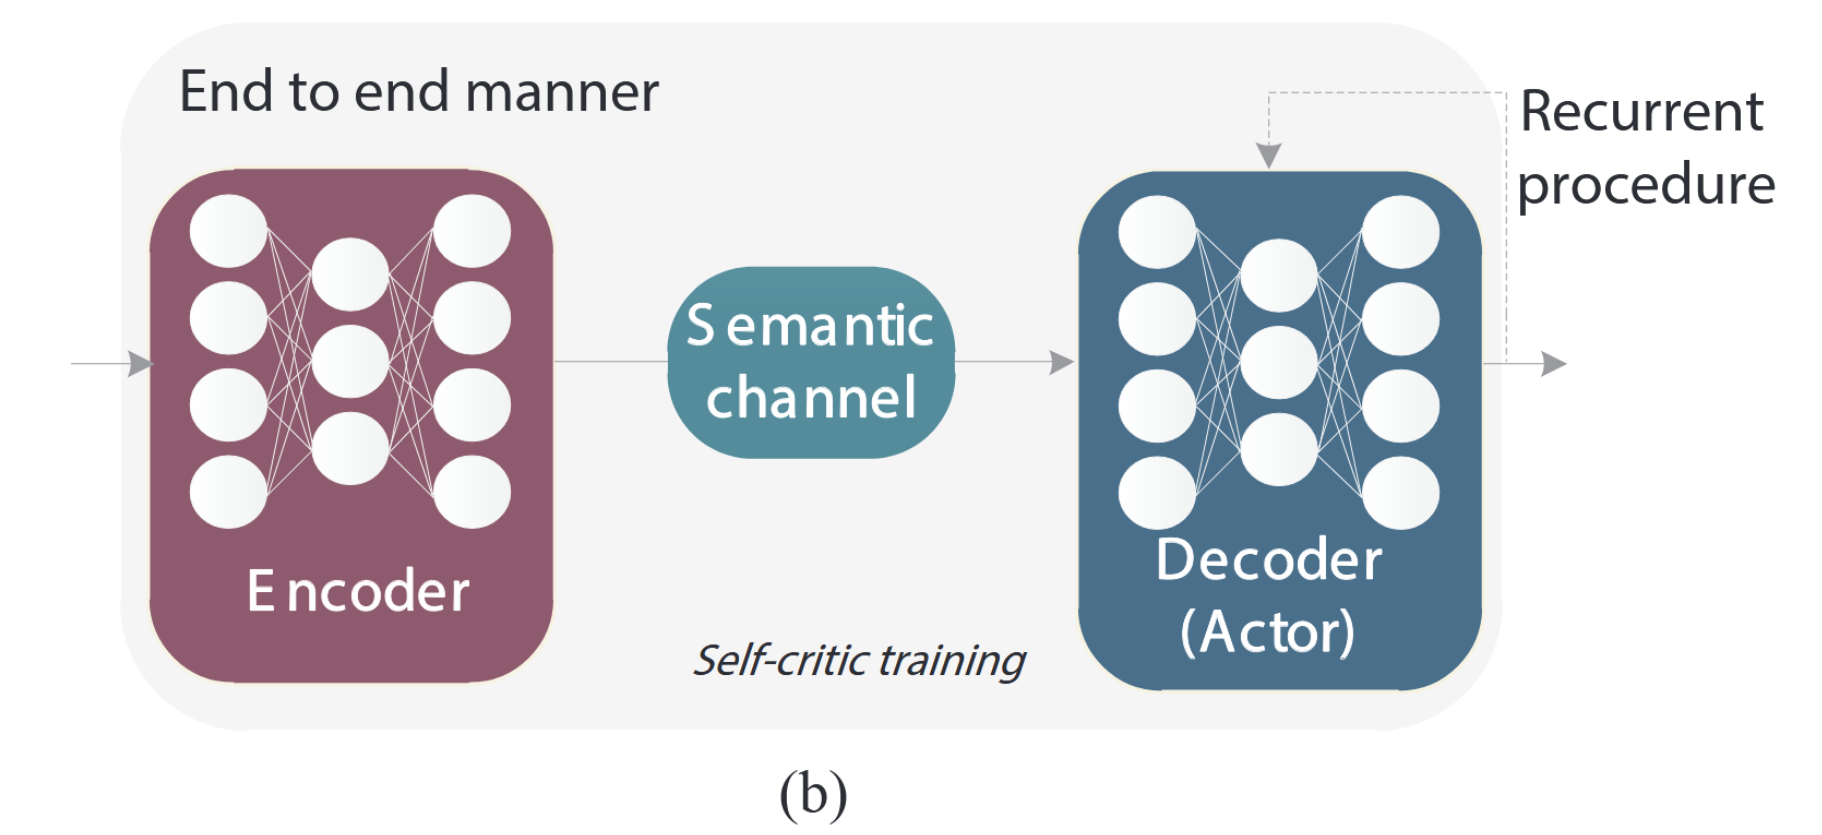 End to end manner
Recurrent
procedure
Semantic
channel
Encoder
Decoder
(Actor)
Self-critic training
(b)